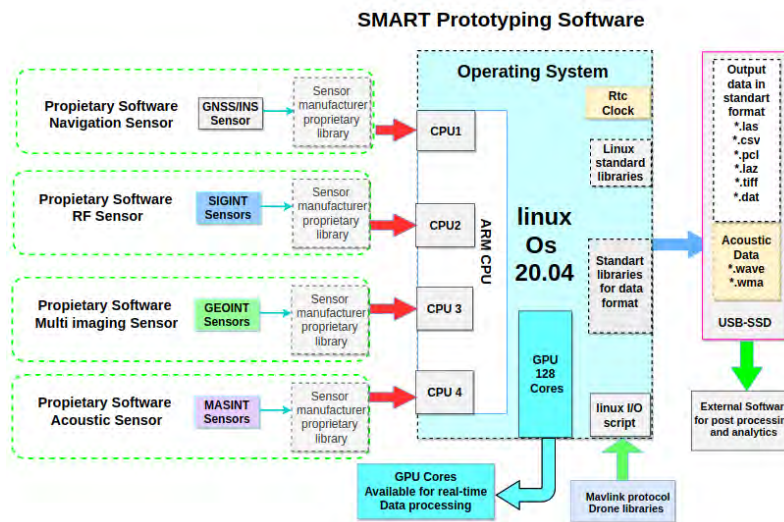 SMART Prototyping Software
Propietary Software
Navigation Sensor
GNSS/INS
Sensor
Sensor
manufacturer
proprietary
library
Propietary Software
RF Sensor
SIGINT
Sensors
Sensor
manufacturer
proprietary
library
Propietary Software
Multi imaging Sensor
GEOINT
Sensors
Sensor
manufacturer
proprietary
library
Propietary Software
Acoustic Sensor
MASINT
Sensors
Sensor
manufacturer
proprietary
library
Operating System
CPU1
CPU2
CPU 3
CPU 4
ARM CPU
linux
Os
20.04
GPU
128
Cores
Rtc
Clock
Linux
standard
libraries
Standart
libraries
for data
format
linux I/O
script
GPU Cores
Available for real-time
Data processing
Mavlink protocol
Drone libraries
Output
data in
standart
format
*.las
*.csv
*.pcl
*.laz
*.tiff
*.dat
Acoustic
Data
*.wave
*.wma
USB-SSD
External Software
for post processing
and analytics